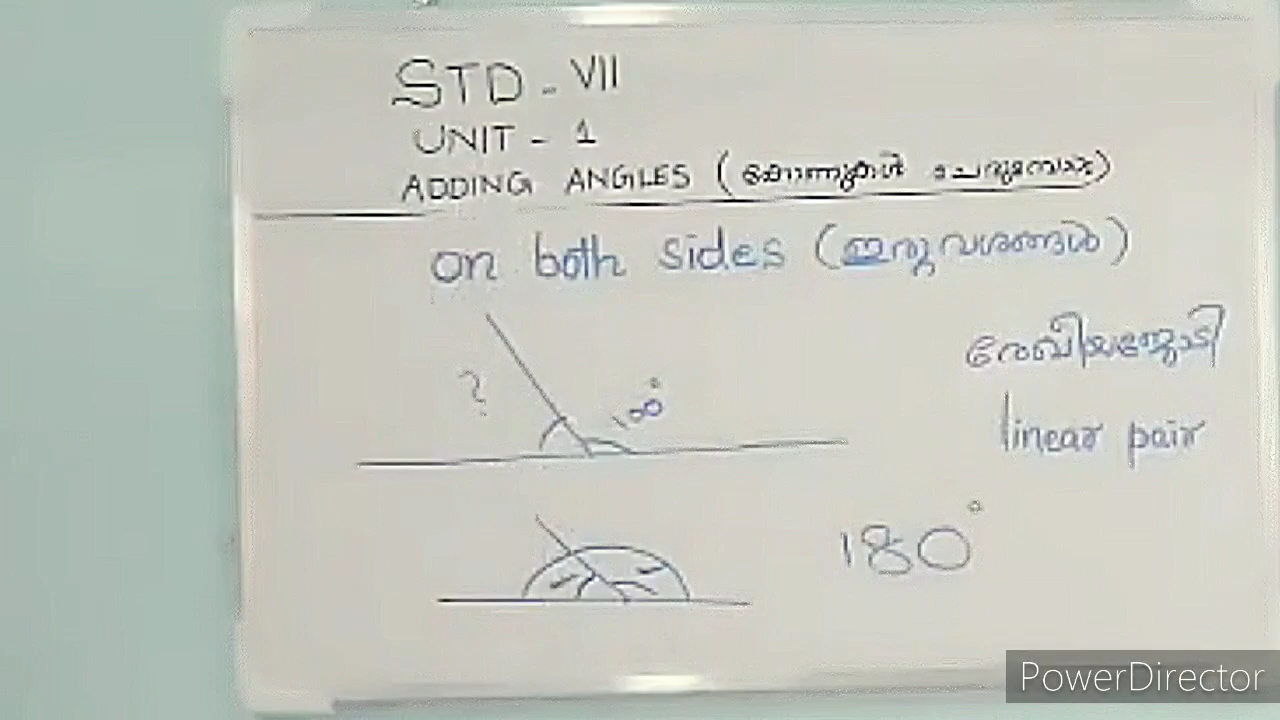 STD - VII
UNIT - 1
ADDING ANGLES (കോണുകൾ ചേരുമ്പോൾ)
on both sides (ഇരുവശങ്ങൾ)
?
100°
രേഖീയജോടി
linear pair
180°
PowerDirector